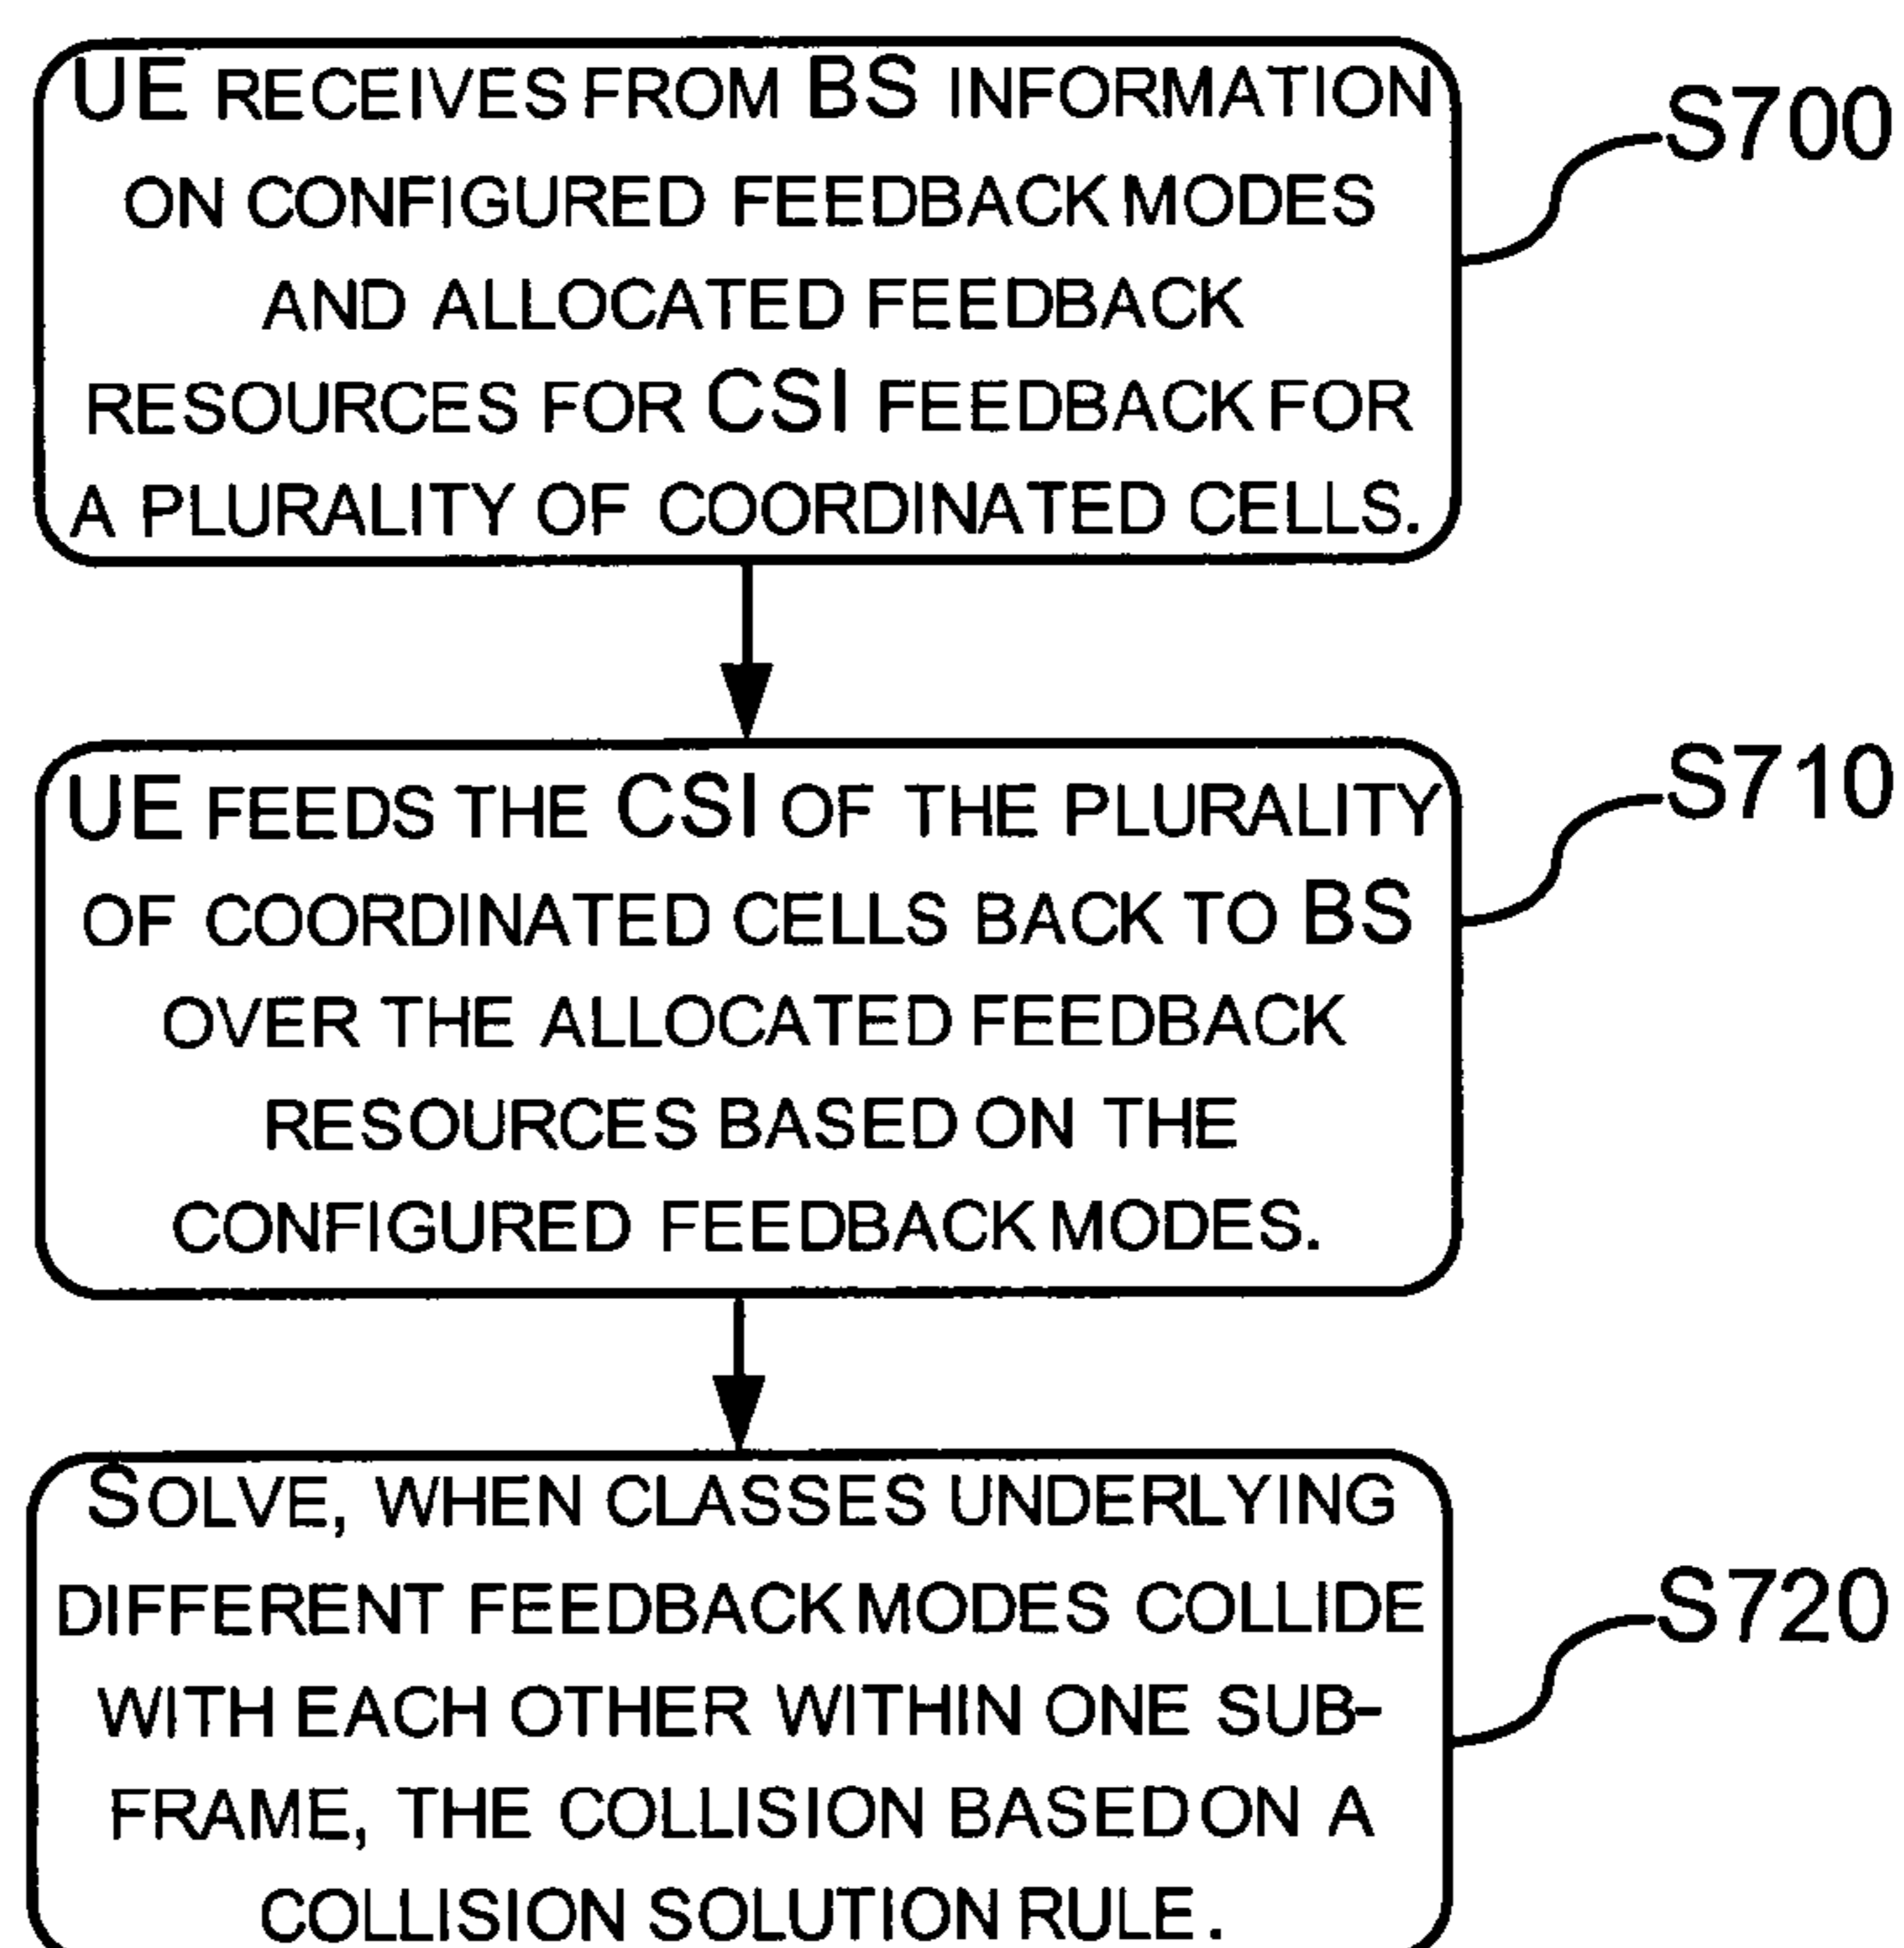 UE RECEIVES FROM BS INFORMATION
ON CONFIGURED FEEDBACK MODES
AND ALLOCATED FEEDBACK
RESOURCES FOR CSI FEEDBACK FOR
A PLURALITY OF COORDINATED CELLS.
S700
UE FEEDS THE CSI OF THE PLURALITY
OF COORDINATED CELLS BACK TO BS
OVER THE ALLOCATED FEEDBACK
RESOURCES BASED ON THE
CONFIGURED FEEDBACK MODES.
S710
SOLVE, WHEN CLASSES UNDERLYING
DIFFERENT FEEDBACK MODES COLLIDE
WITH EACH OTHER WITHIN ONE SUB-
FRAME, THE COLLISION BASED ON A
COLLISION SOLUTION RULE.
S720